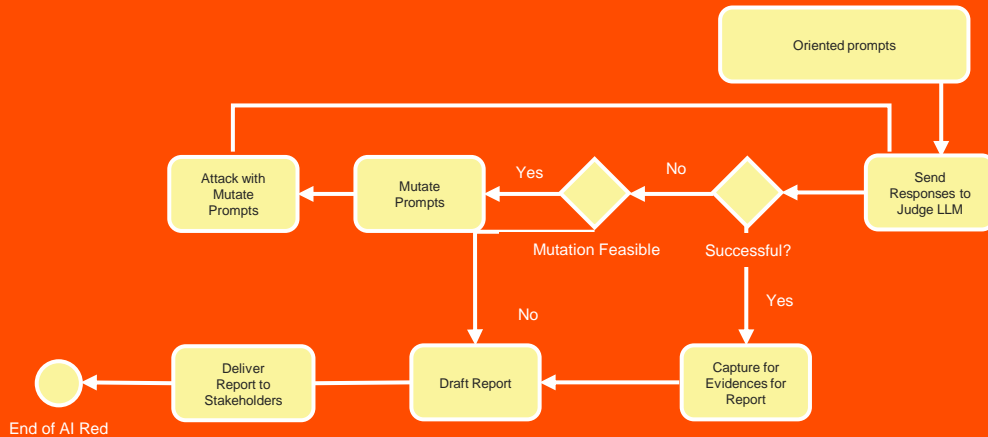 Oriented prompts
Attack with
Mutate
Prompts
Mutate
Prompts
Yes
No
Send
Responses to
Judge LLM
Mutation Feasible
Successful?
No
Yes
Deliver
Report to
Stakeholders
Draft Report
Capture for
Evidences for
Report
End of AI Red